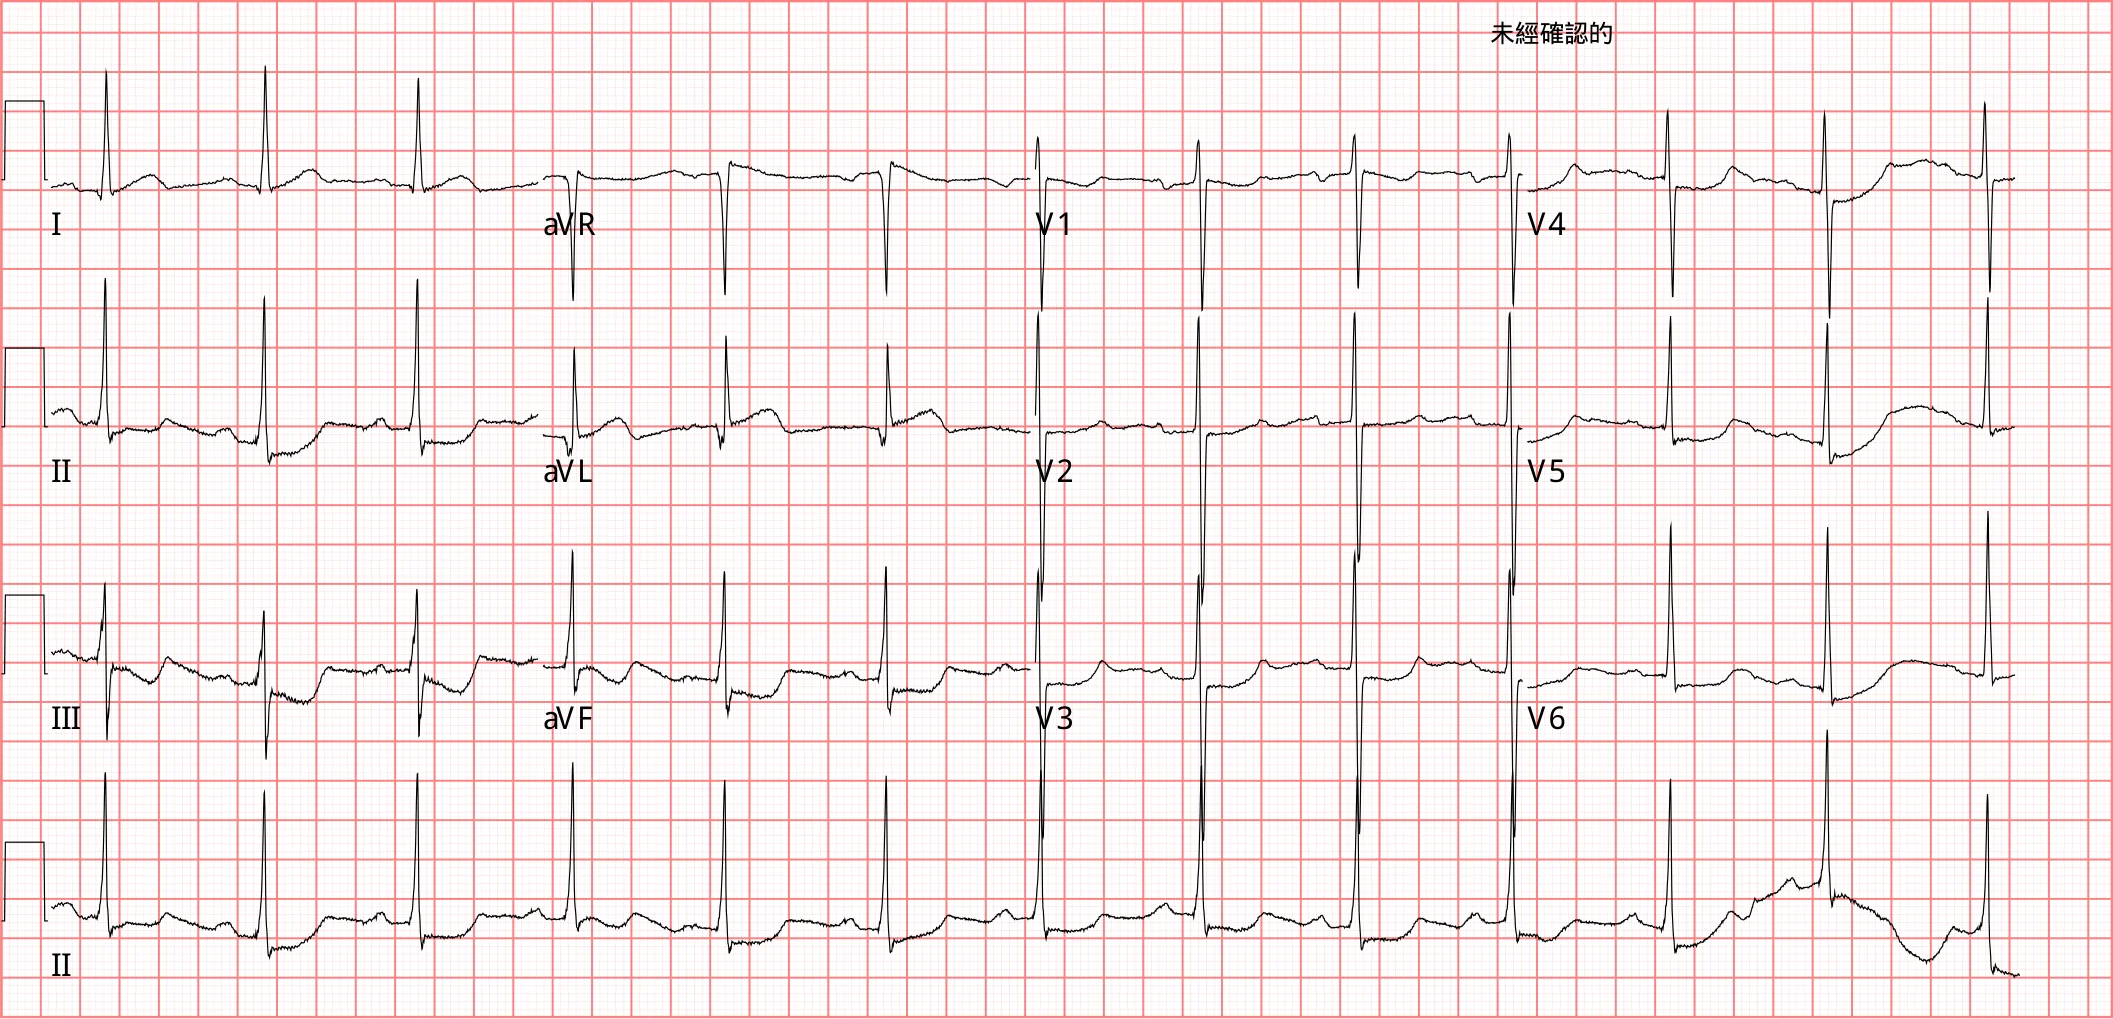 未經確認的
I aVR V1 V4
II aVL V2 V5
III aVF V3 V6
II